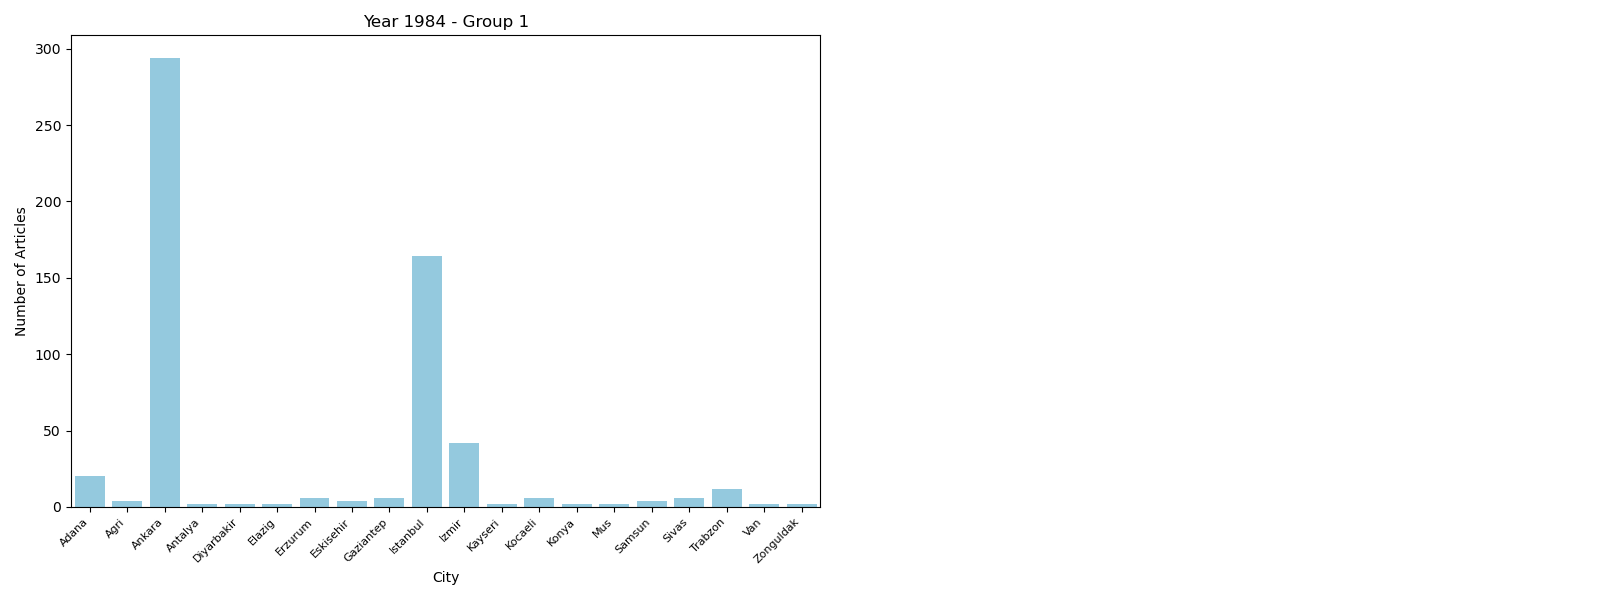 Year 1984 - Group 1
300
250
200
150
100
50
0
Number of Articles
Adana
Agri
Ankara
Antalya
Diyarbakir
Elazig
Erzurum
Eskisehir
Gaziantep
Istanbul
Izmir
Kayseri
Kocaeli
Konya
Mus
Samsun
Sivas
Trabzon
Van
Zonguldak
City